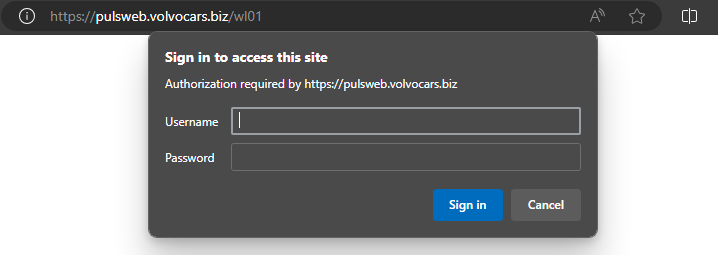 https://pulsweb.volvocars.biz/wl01
Sign in to access this site
Authorization required by https://pulsweb.volvocars.biz
Username
Password
Sign in Cancel